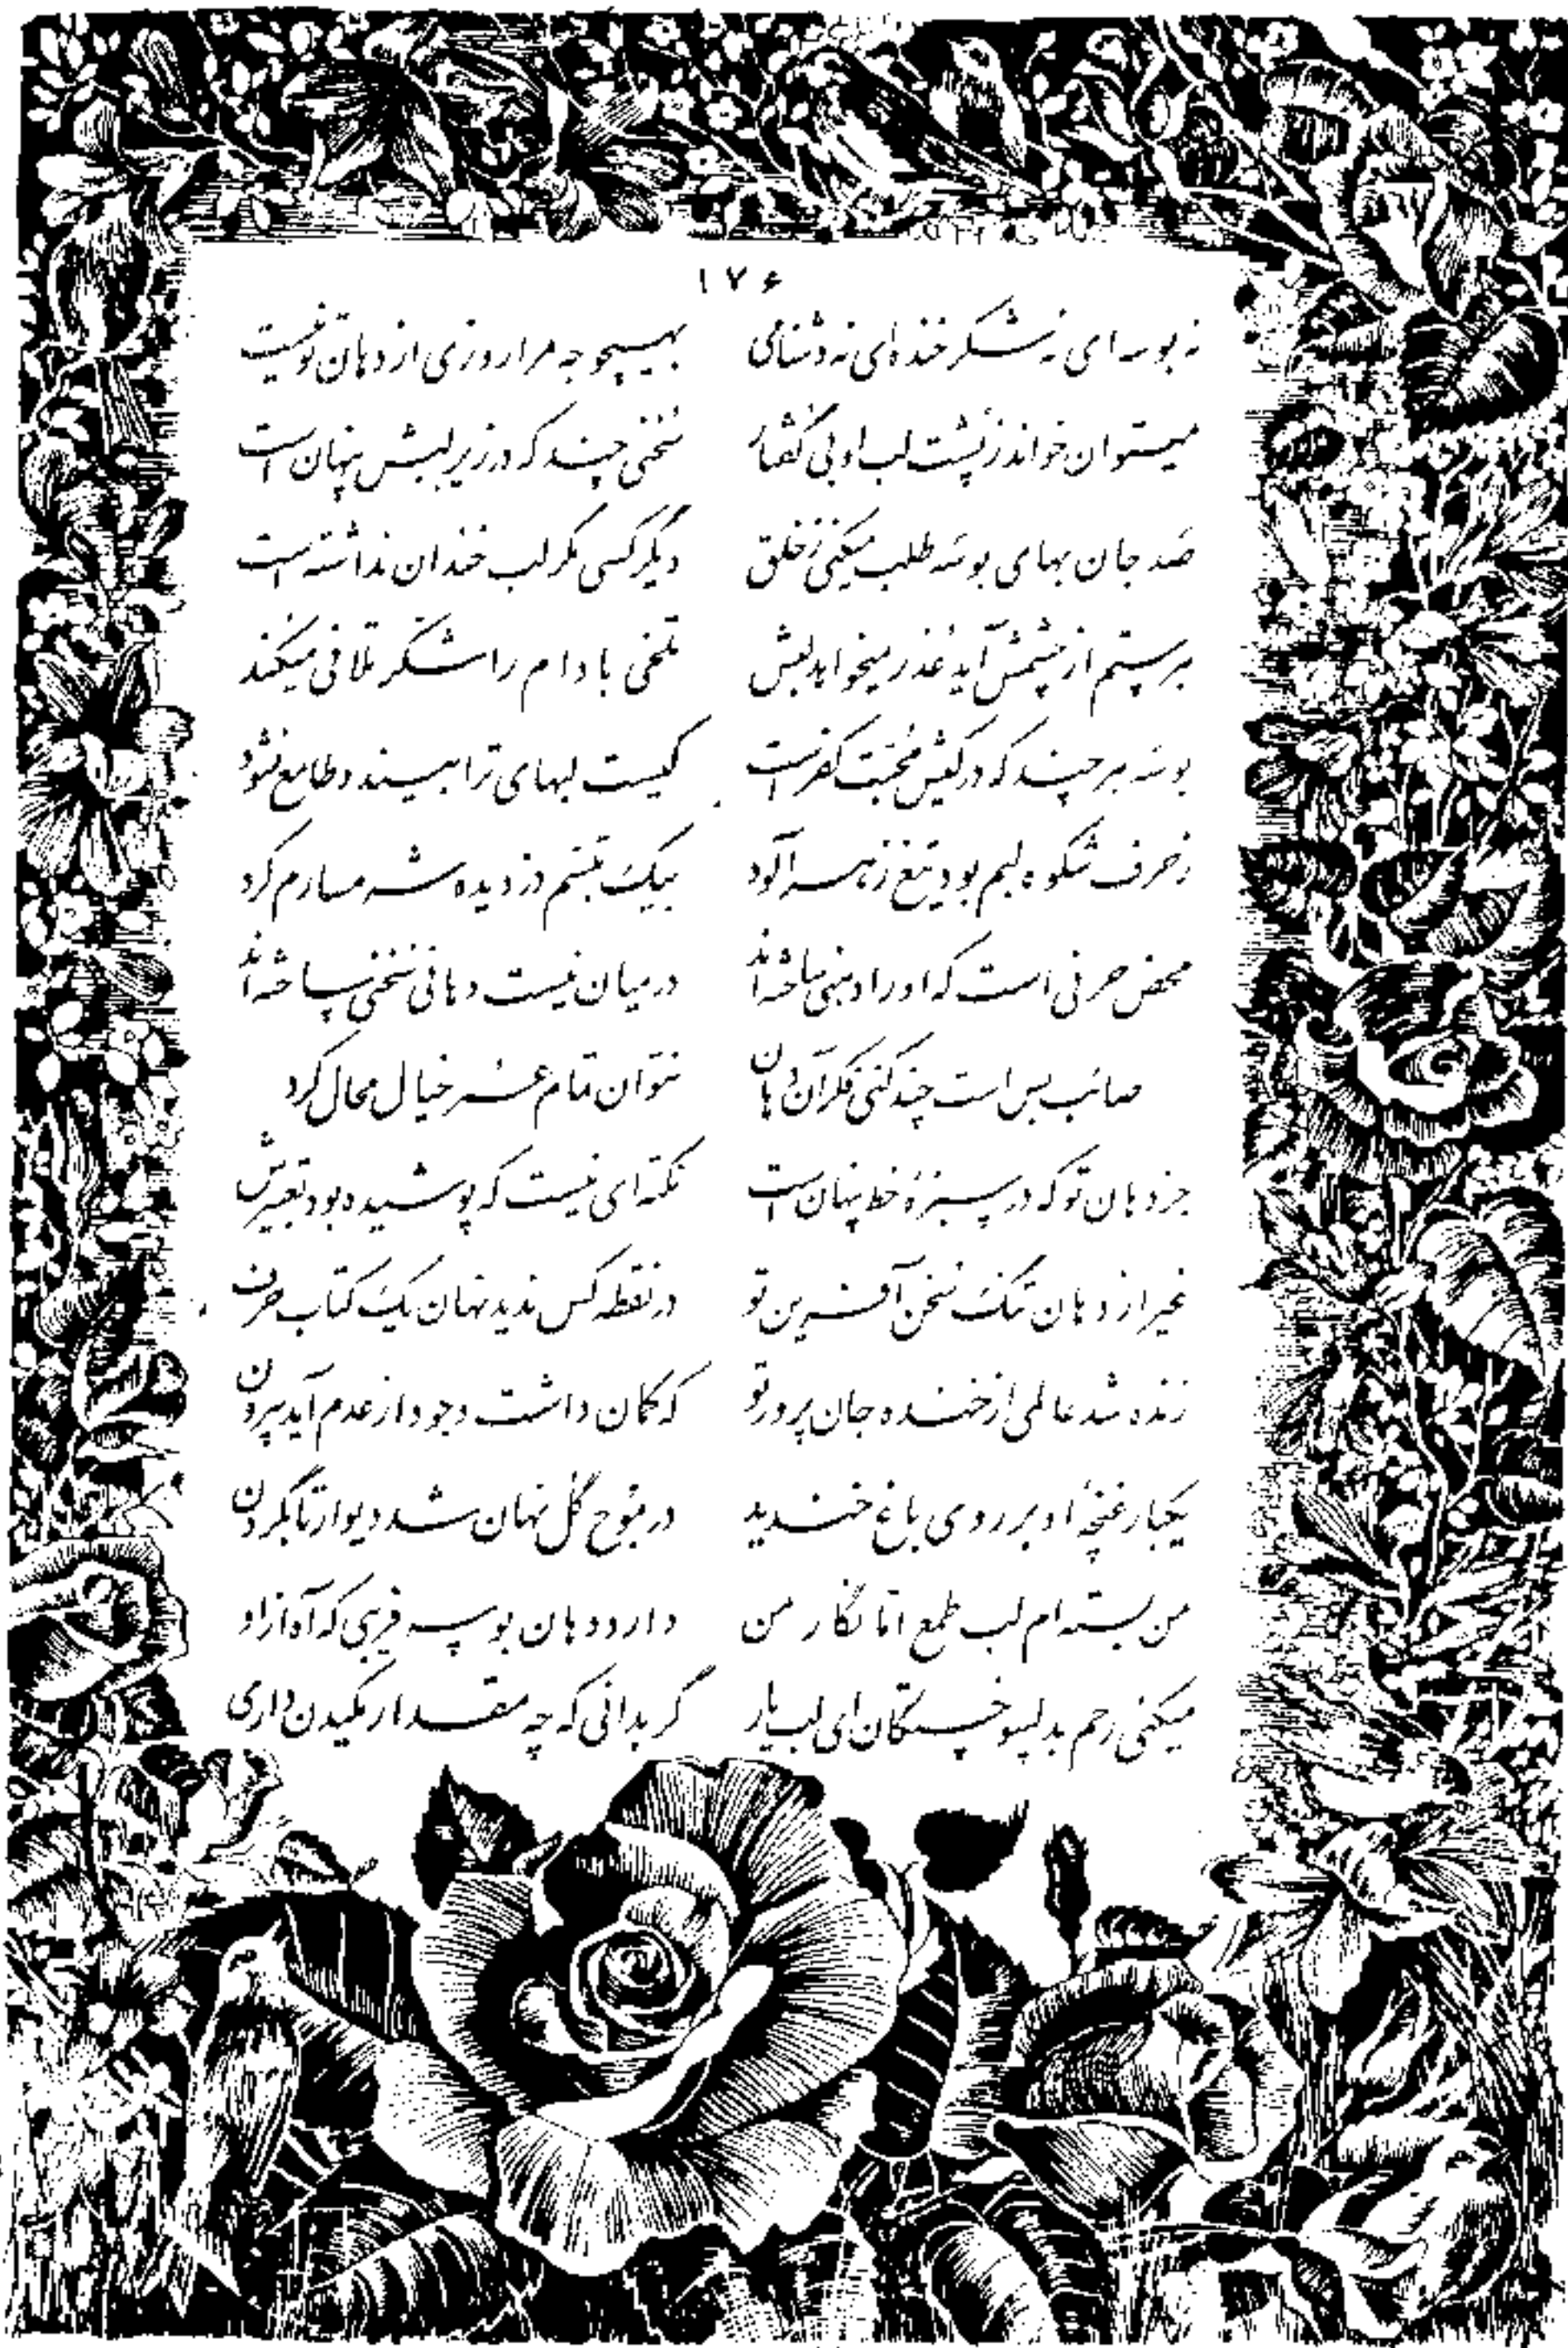 ۱۷۶
نه بوسه ای نه شکر خنده ای نه دشنامی بهیچوجه مرا روزی از دهان تو نیست
میتوان خواند ز پشت لب او بی گفتار سخنی چند که در زیر لبش پنهان است
صد جان بهای بوسه طلب میکنی ز خلق دیگر کسی مگر لب خندان نداشته است
هر ستم از چشمش آید عذر میخواهد لبش تلخی بادام را شکر تلافی میکند
بوسه هر چند که در کیش محبت کفر است کیست لبهای ترا بیند و طامع نشود
ز حرف شکوه لبم بود تیغ زهر آلود بیک تبسم دزدیده شرمسارم کرد
محض حرفی است که او را دهنی ساخته اند در میان نیست دهانی سخنی ساخته اند
صائب بس است چند کنی فکر آن دهان نتوان تمام عمر خیال محال کرد
جز دهان تو که در سبزهٔ خط پنهان است نکته ای نیست که پوشیده بود تعبیرش
غیر از دهان تنگ سخن آفرین تو در نقطه کس ندید نهان یک کتاب حرف
زنده شد عالمی از خنده جان پرور تو که گمان داشت وجود از عدم آید بیرون
یکبار غنچهٔ او بر روی باغ خندید در موج گل نهان شد دیوار تا بگردن
من بسته ام لب طمع اما نگار من دارد دهان بوسه فریبی که آه از او
میکنی رحم بدلسوختگان ای لب یار گر بدانی که چه مقدار مکیدن داری